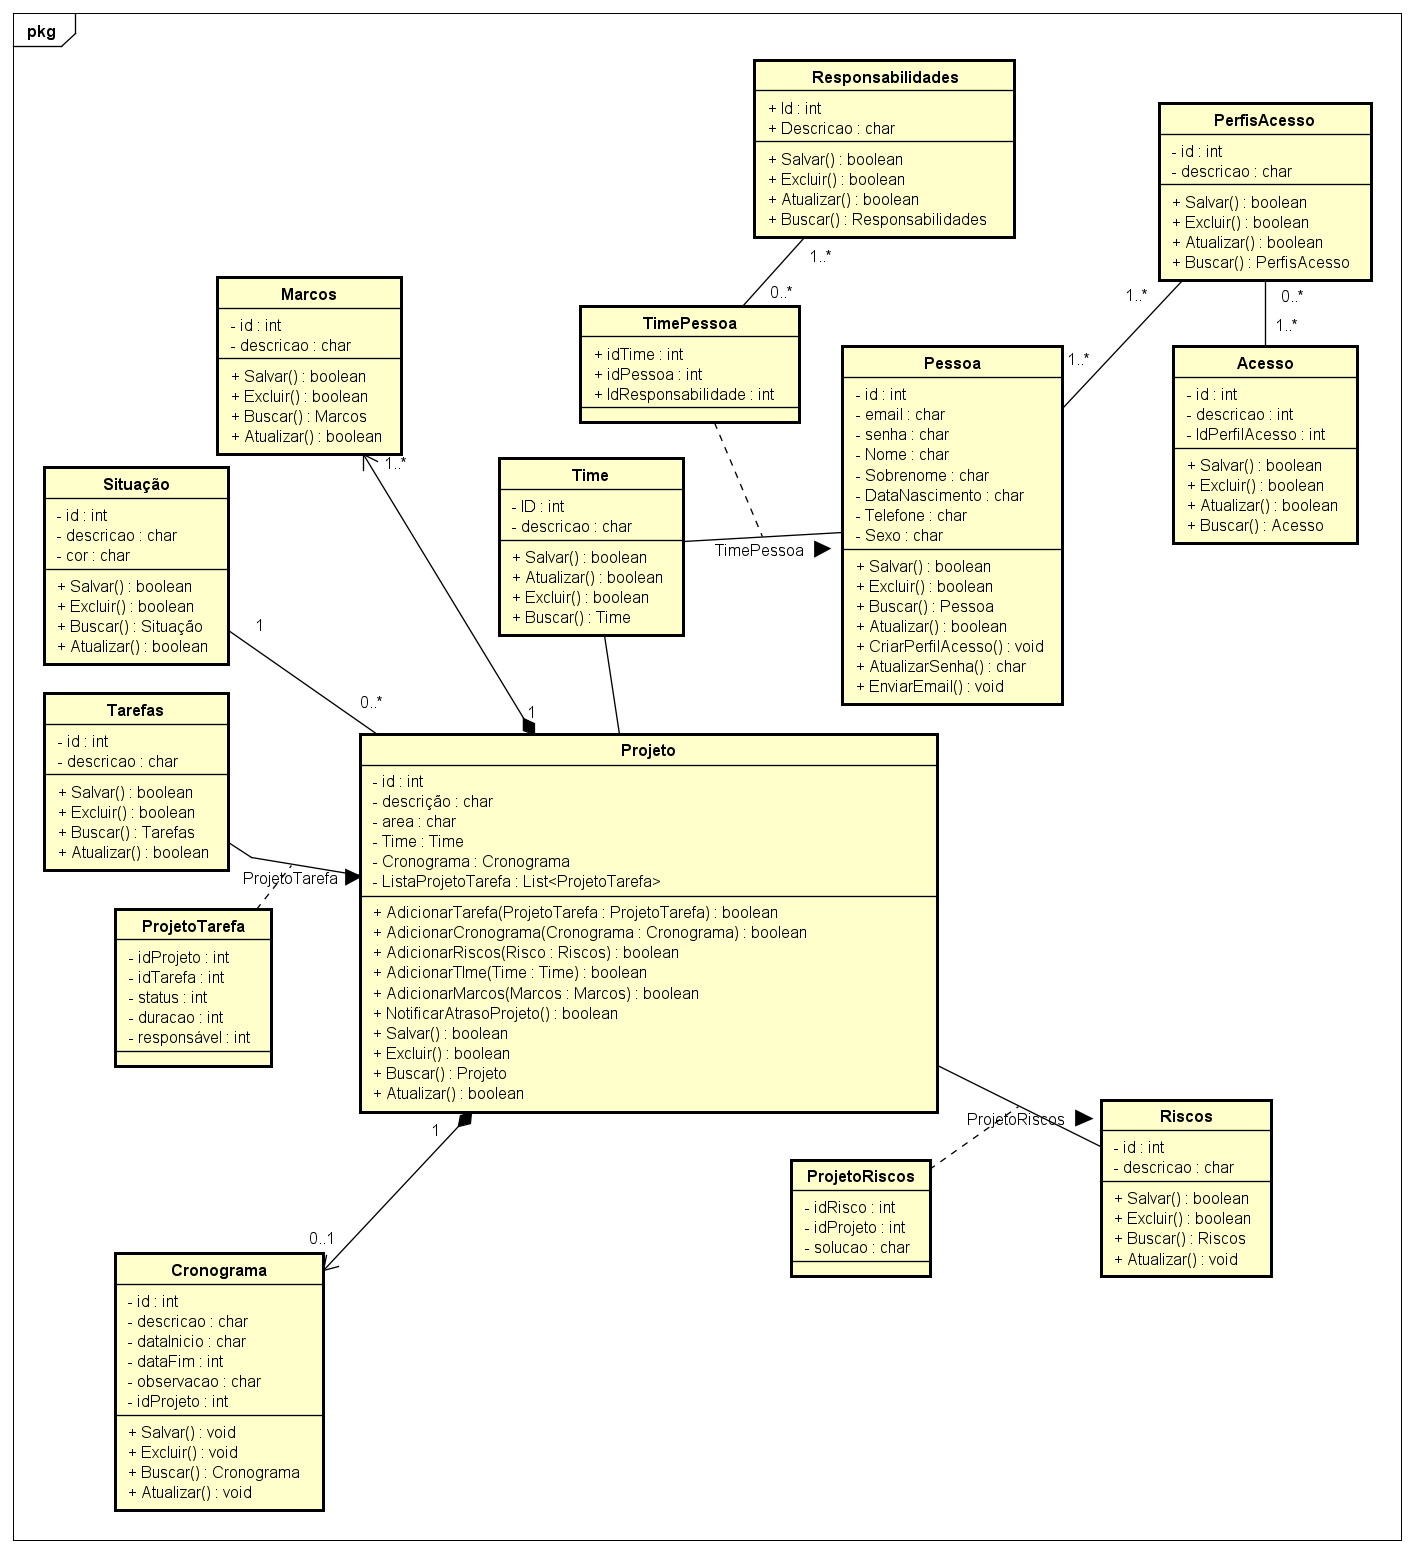 pkg
Responsabilidades
+ Id : int
+ Descricao : char
+ Salvar() : boolean
+ Excluir() : boolean
+ Atualizar() : boolean
+ Buscar() : Responsabilidades
PerfisAcesso
- id : int
- descricao : char
+ Salvar() : boolean
+ Excluir() : boolean
+ Atualizar() : boolean
+ Buscar() : PerfisAcesso
1..*
0..*
1..*
0..*
1..*
1..*
Marcos
- id : int
- descricao : char
+ Salvar() : boolean
+ Excluir() : boolean
+ Buscar() : Marcos
+ Atualizar() : boolean
1..*
TimePessoa
+ idTime : int
+ idPessoa : int
+ IdResponsabilidade : int
Pessoa
- id : int
- email : char
- senha : char
- Nome : char
- Sobrenome : char
- DataNascimento : char
- Telefone : char
- Sexo : char
+ Salvar() : boolean
+ Excluir() : boolean
+ Buscar() : Pessoa
+ Atualizar() : boolean
+ CriarPerfilAcesso() : void
+ AtualizarSenha() : char
+ EnviarEmail() : void
Acesso
- id : int
- descricao : int
- IdPerfilAcesso : int
+ Salvar() : boolean
+ Excluir() : boolean
+ Atualizar() : boolean
+ Buscar() : Acesso
Situação
- id : int
- descricao : char
- cor : char
+ Salvar() : boolean
+ Excluir() : boolean
+ Buscar() : Situação
+ Atualizar() : boolean
1
0..*
Time
- ID : int
- descricao : char
+ Salvar() : boolean
+ Atualizar() : boolean
+ Excluir() : boolean
+ Buscar() : Time
TimePessoa
Tarefas
- id : int
- descricao : char
+ Salvar() : boolean
+ Excluir() : boolean
+ Buscar() : Tarefas
+ Atualizar() : boolean
1
Projeto
- id : int
- descrição : char
- area : char
- Time : Time
- Cronograma : Cronograma
- ListaProjetoTarefa : List<ProjetoTarefa>
+ AdicionarTarefa(ProjetoTarefa : ProjetoTarefa) : boolean
+ AdicionarCronograma(Cronograma : Cronograma) : boolean
+ AdicionarRiscos(Risco : Riscos) : boolean
+ AdicionarTIme(Time : Time) : boolean
+ AdicionarMarcos(Marcos : Marcos) : boolean
+ NotificarAtrasoProjeto() : boolean
+ Salvar() : boolean
+ Excluir() : boolean
+ Buscar() : Projeto
+ Atualizar() : boolean
ProjetoTarefa
ProjetoTarefa
- idProjeto : int
- idTarefa : int
- status : int
- duracao : int
- responsável : int
1
0..1
ProjetoRiscos
Riscos
- id : int
- descricao : char
+ Salvar() : boolean
+ Excluir() : boolean
+ Buscar() : Riscos
+ Atualizar() : void
ProjetoRiscos
- idRisco : int
- idProjeto : int
- solucao : char
Cronograma
- id : int
- descricao : char
- dataInicio : char
- dataFim : int
- observacao : char
- idProjeto : int
+ Salvar() : void
+ Excluir() : void
+ Buscar() : Cronograma
+ Atualizar() : void